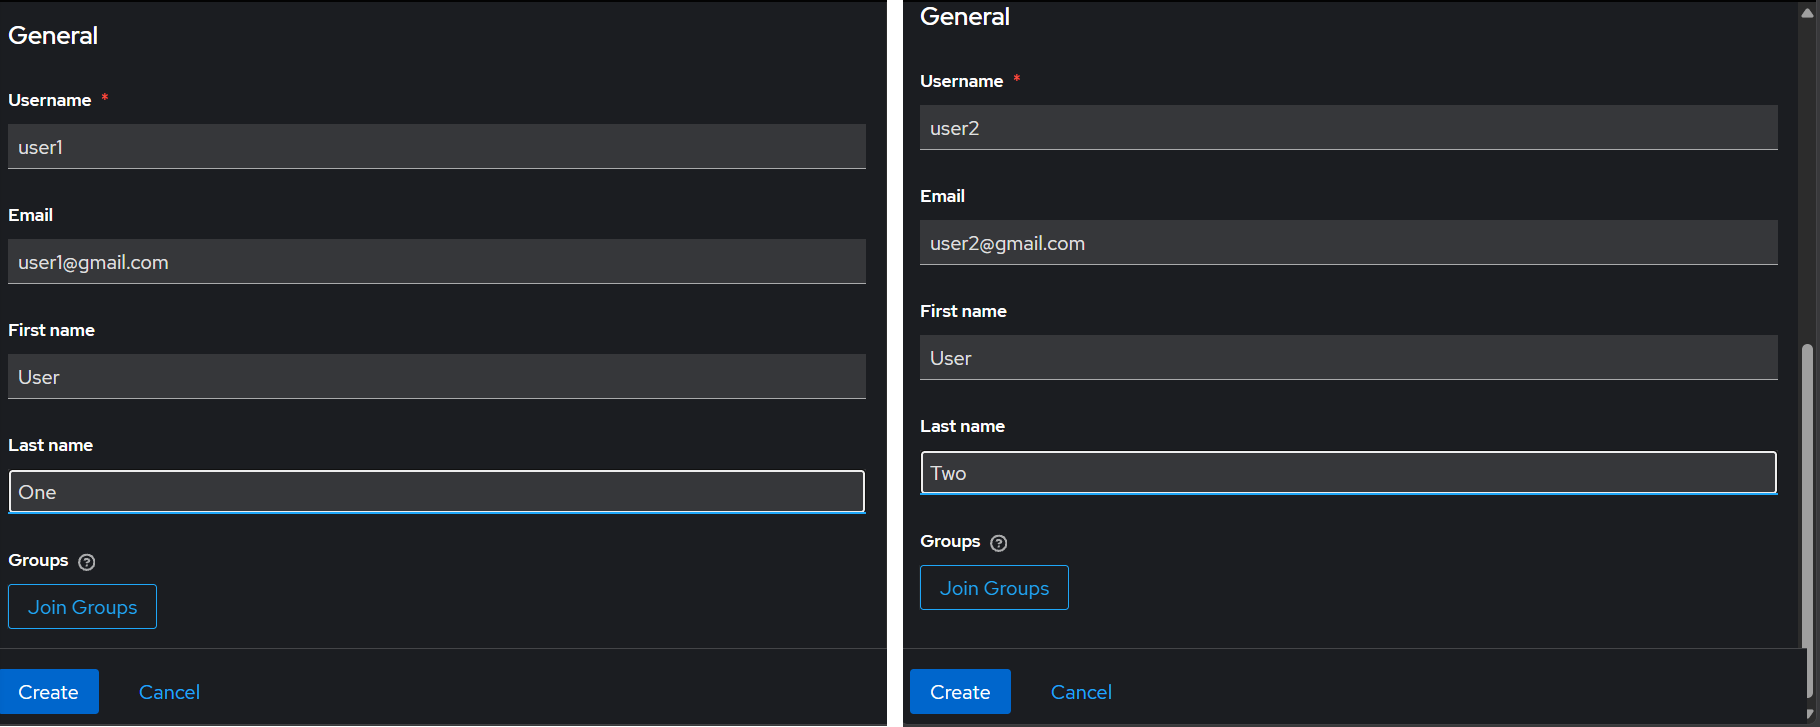 General
Username *
user1
Email
user1@gmail.com
First name
User
Last name
One
Groups ?
Join Groups
Create Cancel
General
Username *
user2
Email
user2@gmail.com
First name
User
Last name
Two
Groups ?
Join Groups
Create Cancel